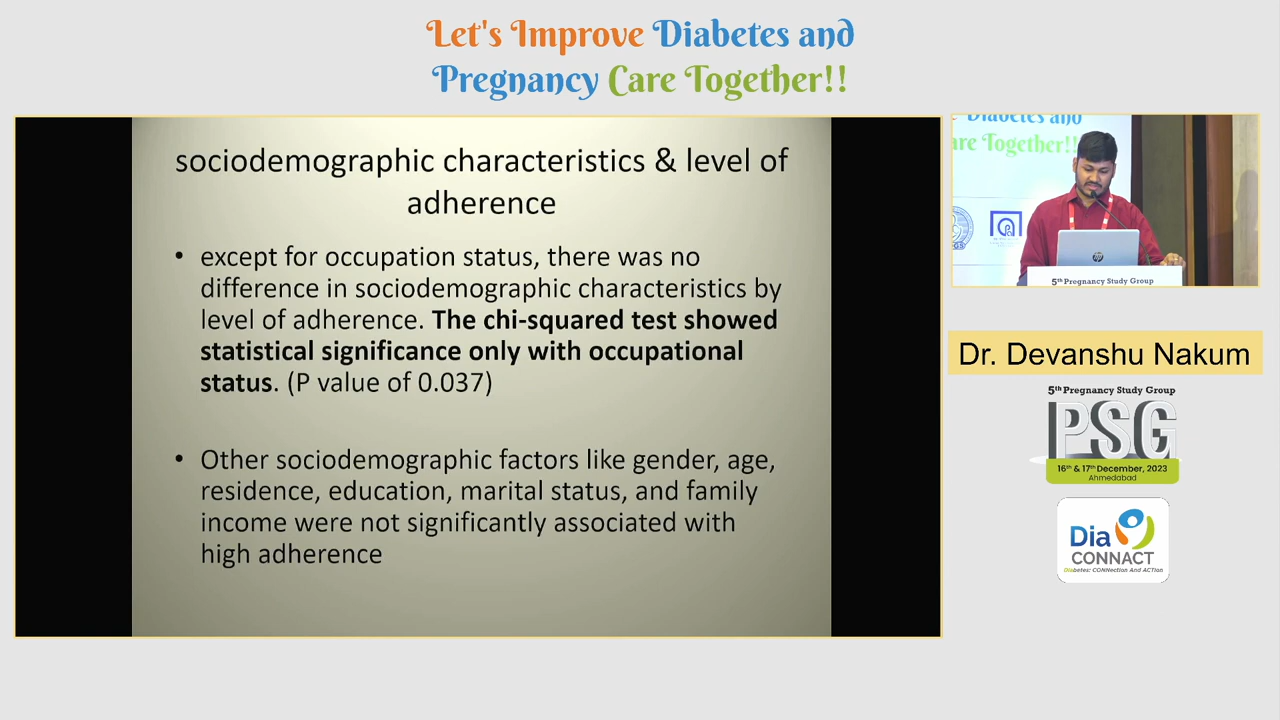 Let's Improve Diabetes and
Pregnancy Care Together!!
sociodemographic characteristics & level of
adherence
• except for occupation status, there was no
difference in sociodemographic characteristics by
level of adherence. The chi-squared test showed
statistical significance only with occupational
status. (P value of 0.037)
• Other sociodemographic factors like gender, age,
residence, education, marital status, and family
income were not significantly associated with
high adherence
Diabetes and
are Together!!
hp
5th Pregnancy Study Group
Dr. Devanshu Nakum
5th Pregnancy Study Group
PSG
16th & 17th December, 2023
Ahmedabad
Dia
CONNACT
Diabetes: CONNection And ACTion